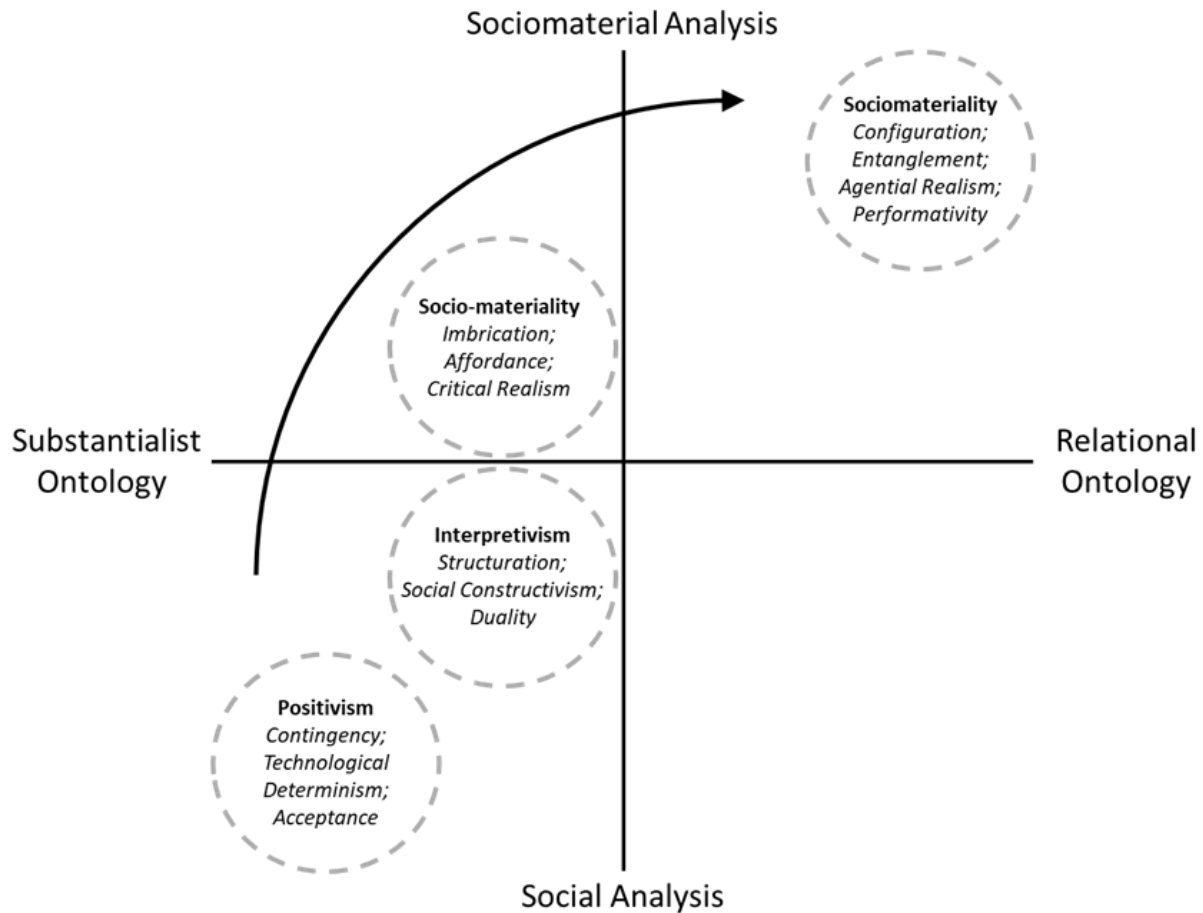 Sociomaterial Analysis
Sociomateriality
Configuration;
Entanglement;
Agential Realism;
Performativity
Socio-materiality
Imbrication;
Affordance;
Critical Realism
Substantialist
Ontology
Relational
Ontology
Interpretivism
Structuration;
Social Constructivism;
Duality
Positivism
Contingency;
Technological
Determinism;
Acceptance
Social Analysis